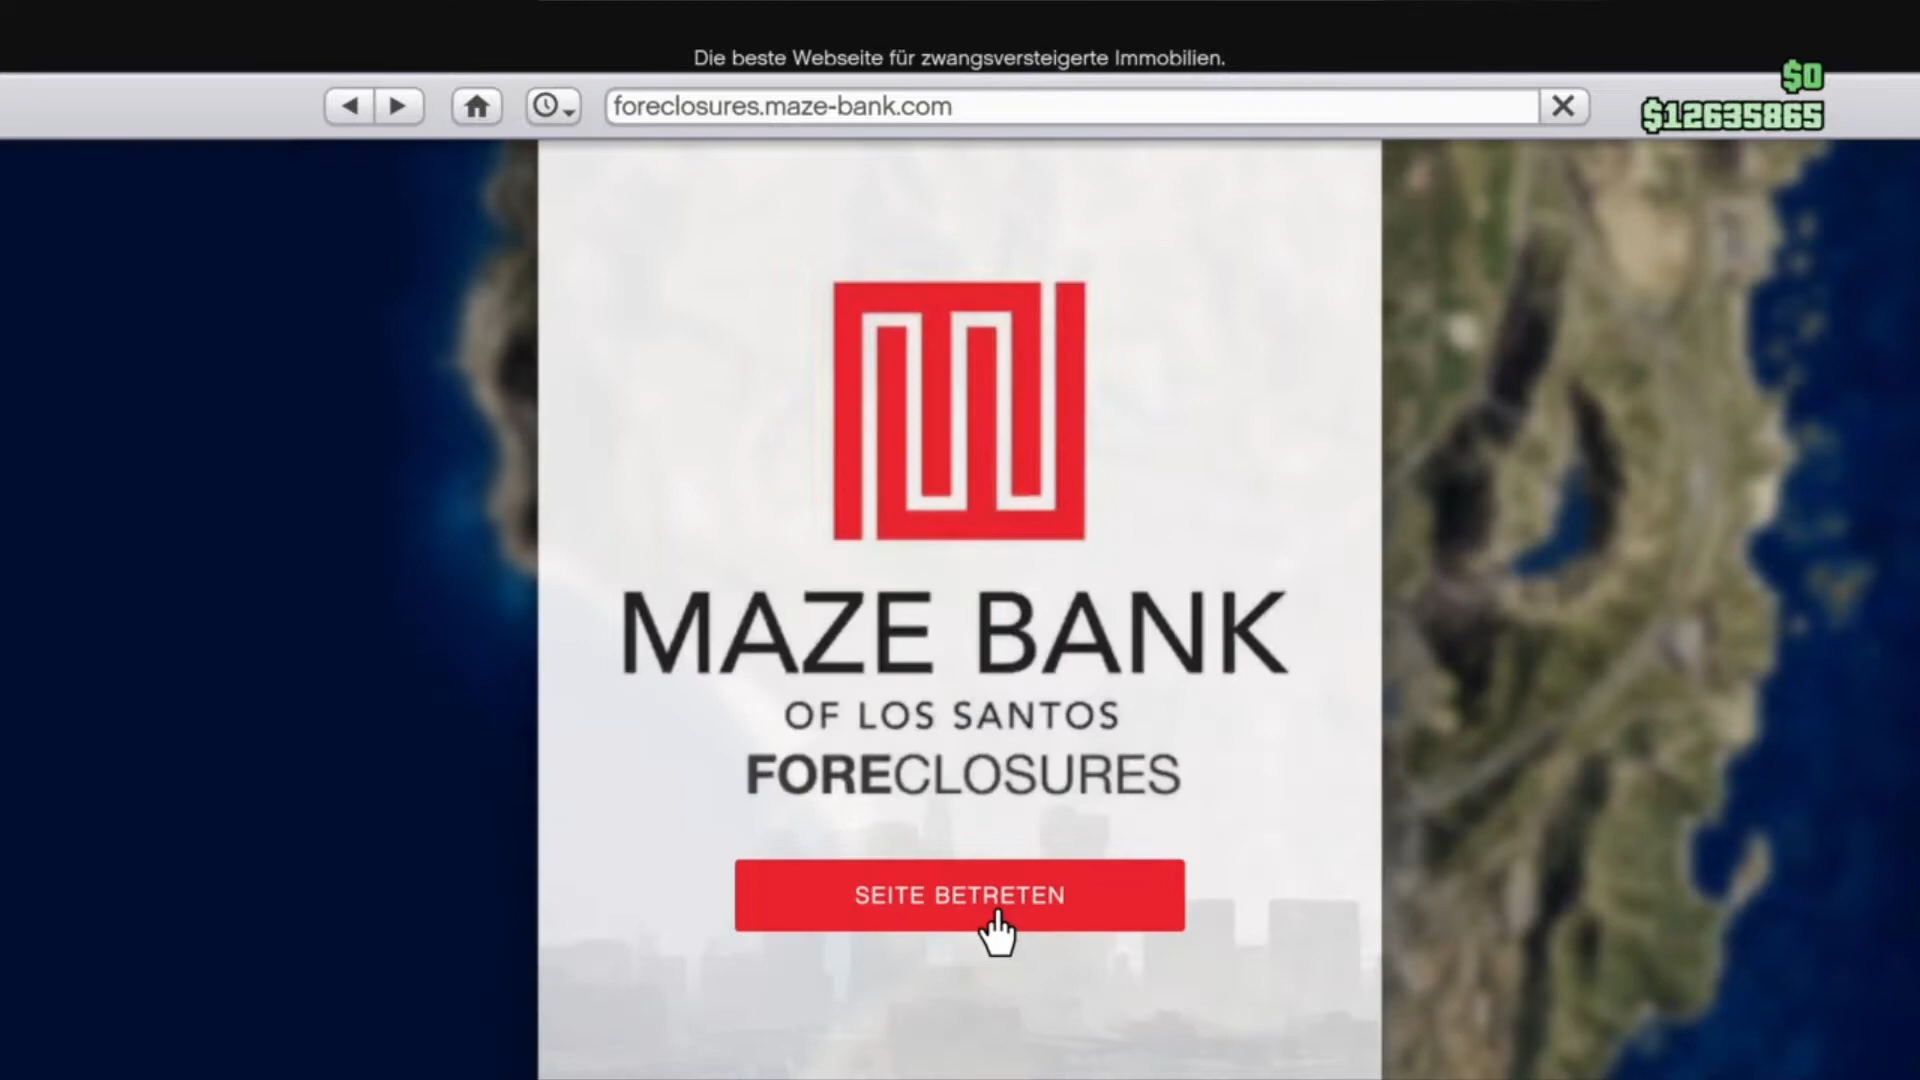 Die beste Webseite für zwangsversteigerte Immobilien.
$0
foreclosures.maze-bank.com
$12635865
MAZE BANK
OF LOS SANTOS
FORECLOSURES
SEITE BETRETEN